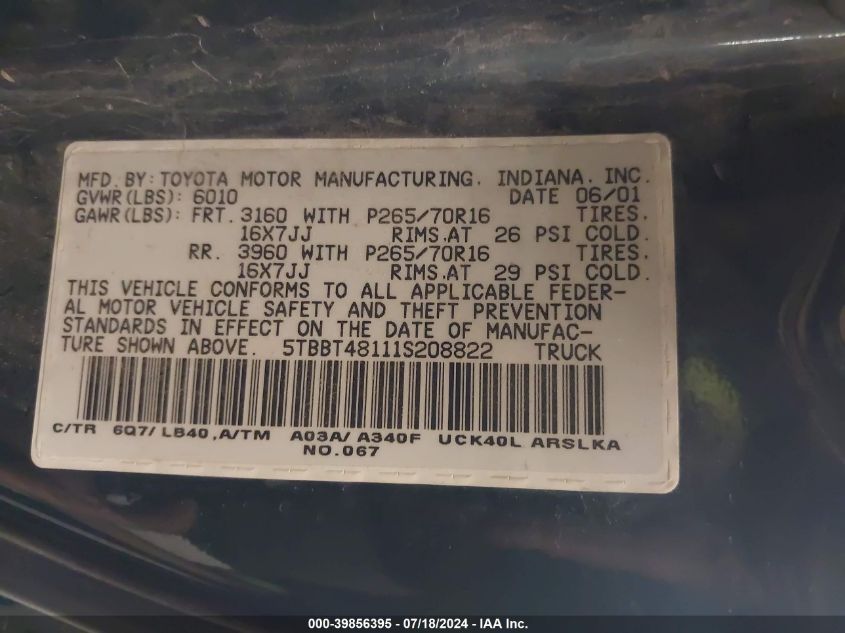 MFD. BY: TOYOTA MOTOR MANUFACTURING, INDIANA, INC.
GVWR(LBS): 6010 DATE 06/01
GAWR(LBS): FRT. 3160 WITH P265/70R16 TIRES,
16X7JJ RIMS,AT 26 PSI COLD.
RR. 3960 WITH P265/70R16 TIRES,
16X7JJ RIMS,AT 29 PSI COLD.
THIS VEHICLE CONFORMS TO ALL APPLICABLE FEDER-
AL MOTOR VEHICLE SAFETY AND THEFT PREVENTION
STANDARDS IN EFFECT ON THE DATE OF MANUFAC-
TURE SHOWN ABOVE. 5TBBT48111S208822 TRUCK
C/TR 6Q7/LB40,A/TM A03A/A340F UCK40L ARSLKA
NO.067
000-39856395 - 07/18/2024 - IAA Inc.